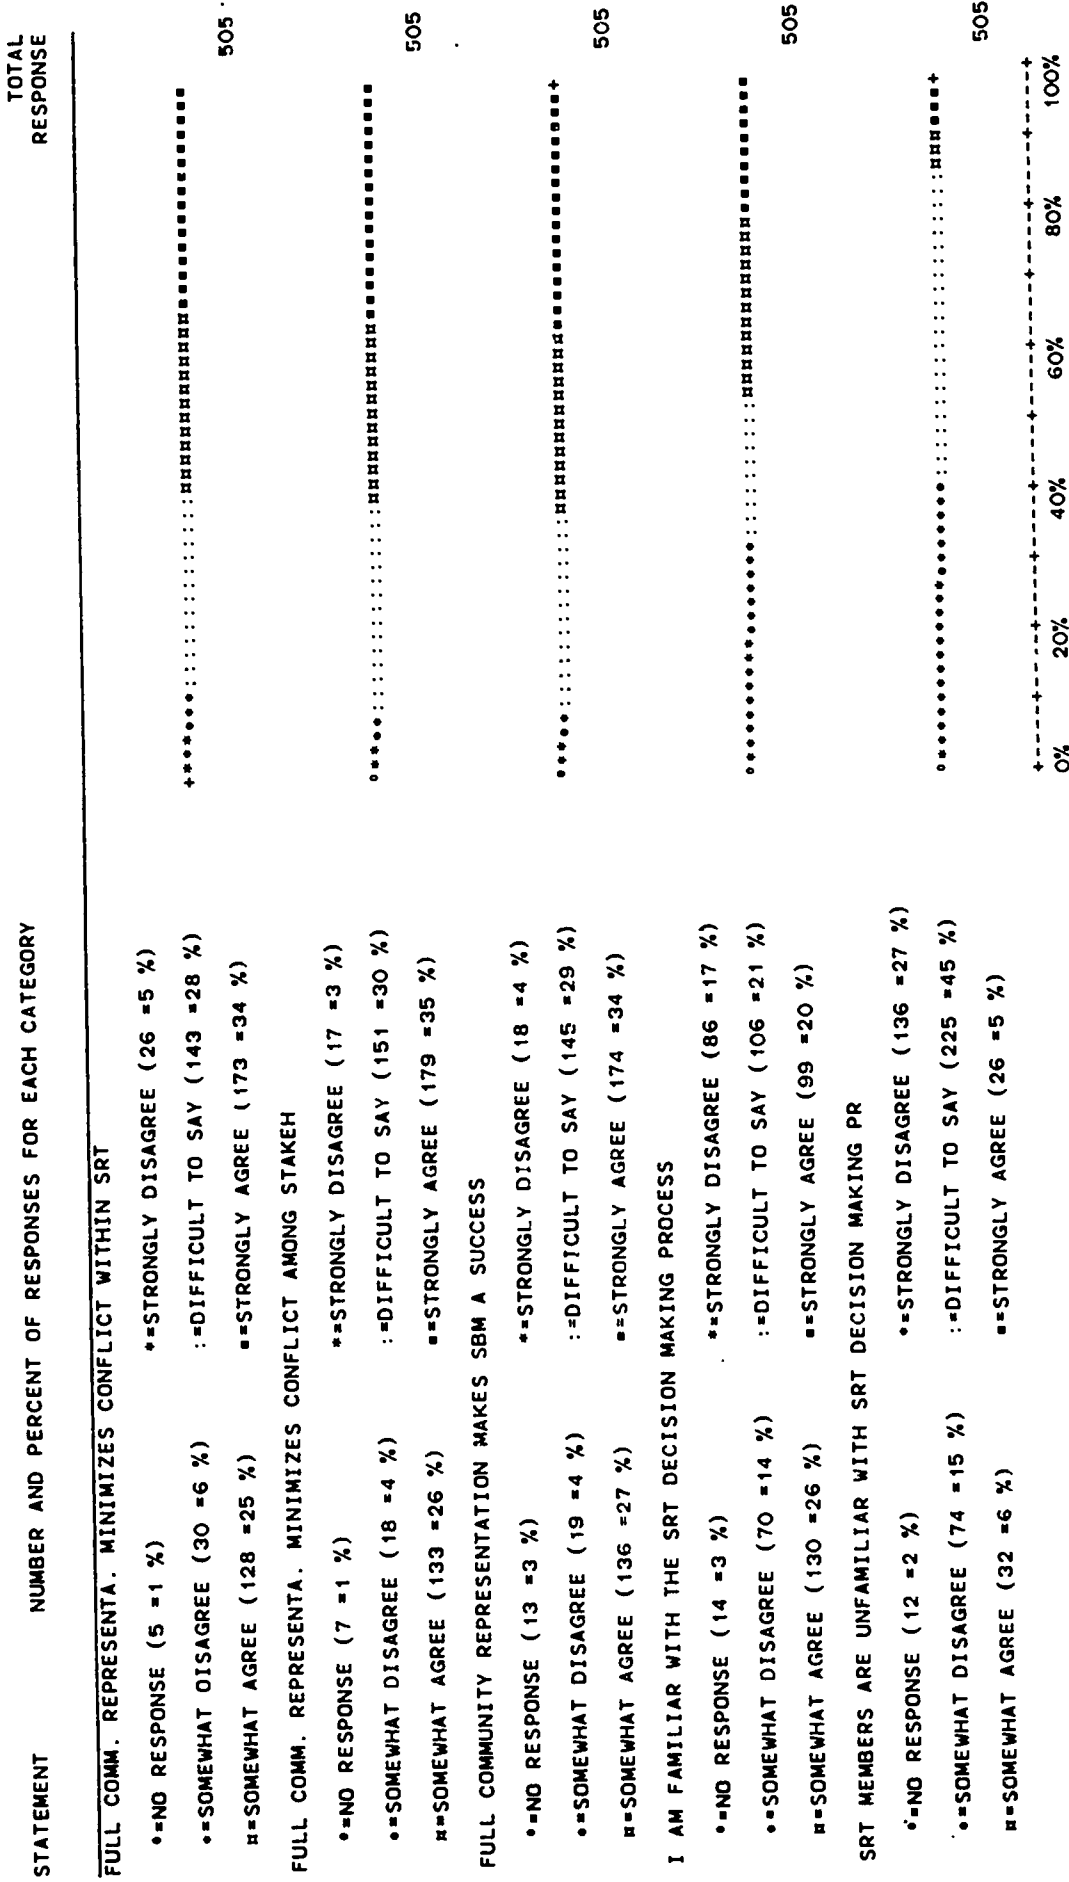 STATEMENT NUMBER AND PERCENT OF RESPONSES FOR EACH CATEGORY TOTAL RESPONSE
FULL COMM. REPRESENTA. MINIMIZES CONFLICT WITHIN SRT
*=NO RESPONSE (5 =1 %) *=STRONGLY DISAGREE (26 =5 %)
•=SOMEWHAT DISAGREE (30 =6 %) :=DIFFICULT TO SAY (143 =28 %)
¤=SOMEWHAT AGREE (128 =25 %) ■=STRONGLY AGREE (173 =34 %)
505
FULL COMM. REPRESENTA. MINIMIZES CONFLICT AMONG STAKEH
•=NO RESPONSE (7 =1 %) *=STRONGLY DISAGREE (17 =3 %)
•=SOMEWHAT DISAGREE (18 =4 %) :=DIFFICULT TO SAY (151 =30 %)
¤=SOMEWHAT AGREE (133 =26 %) ■=STRONGLY AGREE (179 =35 %)
505
FULL COMMUNITY REPRESENTATION MAKES SBM A SUCCESS
•=NO RESPONSE (13 =3 %) *=STRONGLY DISAGREE (18 =4 %)
•=SOMEWHAT DISAGREE (19 =4 %) :=DIFFICULT TO SAY (145 =29 %)
¤=SOMEWHAT AGREE (136 =27 %) ■=STRONGLY AGREE (174 =34 %)
505
I AM FAMILIAR WITH THE SRT DECISION MAKING PROCESS
•=NO RESPONSE (14 =3 %) *=STRONGLY DISAGREE (86 =17 %)
•=SOMEWHAT DISAGREE (70 =14 %) :=DIFFICULT TO SAY (106 =21 %)
¤=SOMEWHAT AGREE (130 =26 %) ■=STRONGLY AGREE (99 =20 %)
505
SRT MEMBERS ARE UNFAMILIAR WITH SRT DECISION MAKING PR
•=NO RESPONSE (12 =2 %) *=STRONGLY DISAGREE (136 =27 %)
•=SOMEWHAT DISAGREE (74 =15 %) :=DIFFICULT TO SAY (225 =45 %)
¤=SOMEWHAT AGREE (32 =6 %) ■=STRONGLY AGREE (26 =5 %)
505
0% 20% 40% 60% 80% 100%